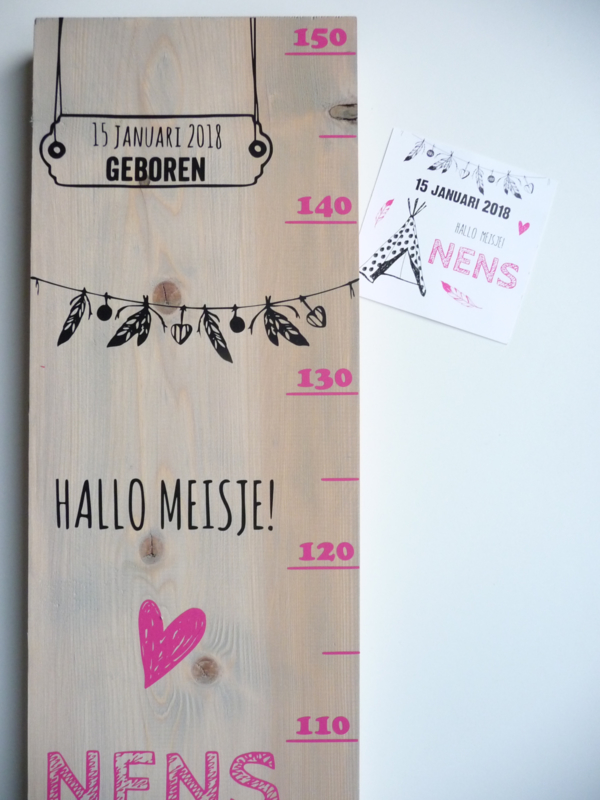 150
15 JANUARI 2018
GEBOREN
140
130
HALLO MEISJE!
120
110
NENS
15 JANUARI 2018
HALLO MEISJE!
NENS